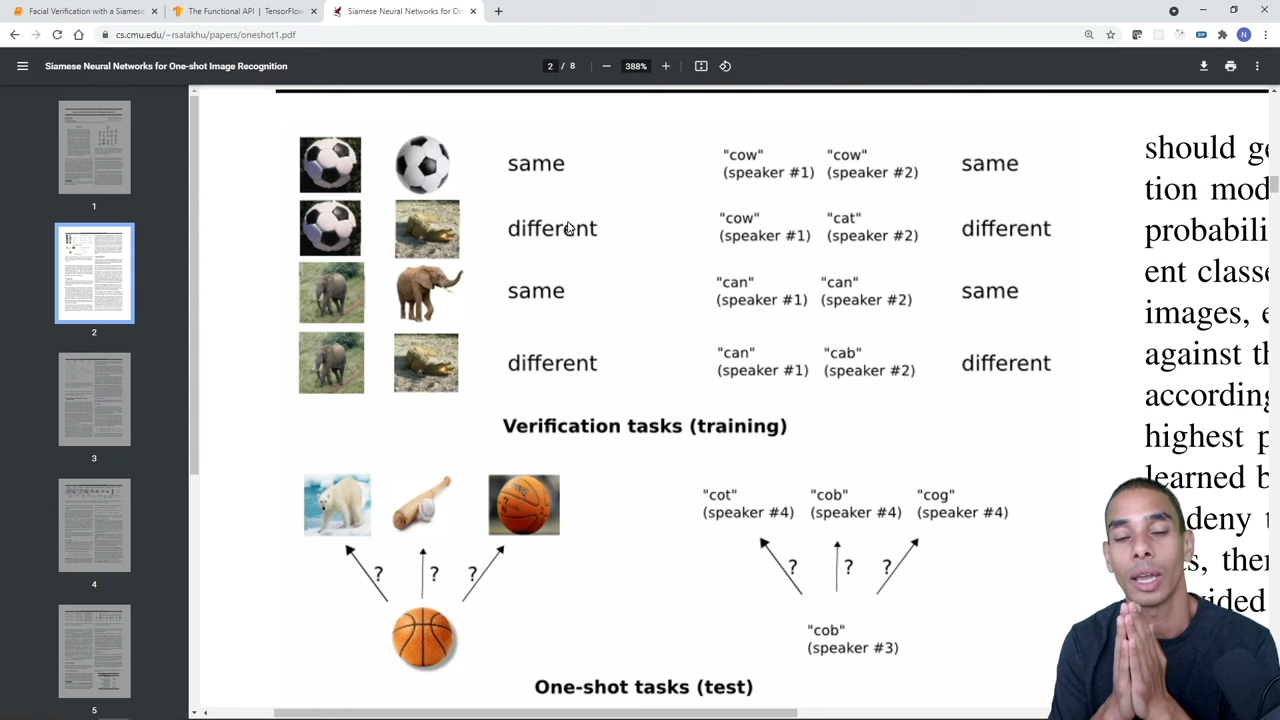 Facial Verification with a Siamese
The Functional API | TensorFlow
Siamese Neural Networks for On
cs.cmu.edu/~rsalakhu/papers/oneshot1.pdf
N
Siamese Neural Networks for One-shot Image Recognition
2 / 8
388%
1
2
3
4
5
same
"cow" (speaker #1) "cow" (speaker #2) same
different
"cow" (speaker #1) "cat" (speaker #2) different
same
"can" (speaker #1) "can" (speaker #2) same
different
"can" (speaker #1) "cab" (speaker #2) different
Verification tasks (training)
"cot" (speaker #4) "cob" (speaker #4) "cog" (speaker #4)
? ? ?
? ? ?
"cob" (speaker #3)
One-shot tasks (test)
should ge
tion mod
probabili
ent classe
images, e
against th
according
highest p
learned b
deny t
s, then
vided